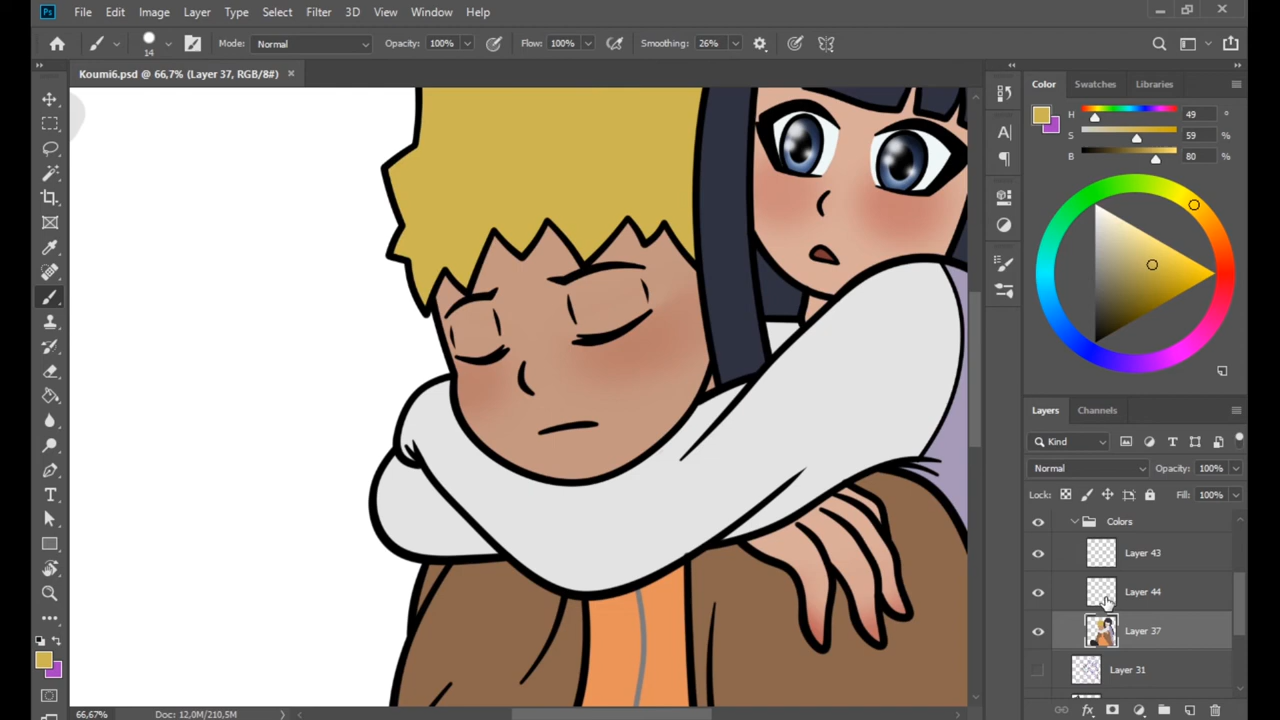 Ps File Edit Image Layer Type Select Filter 3D View Window Help
14 Mode: Normal Opacity: 100% Flow: 100% Smoothing: 26%
Koumi6.psd @ 66,7% (Layer 37, RGB/8#) ×
Color Swatches Libraries
H 49 °
S 59 %
B 80 %
Layers Channels
Kind
Normal Opacity: 100%
Lock: Fill: 100%
Colors
Layer 43
Layer 44
Layer 37
Layer 31
66,67% Doc: 12,0M/210,5M